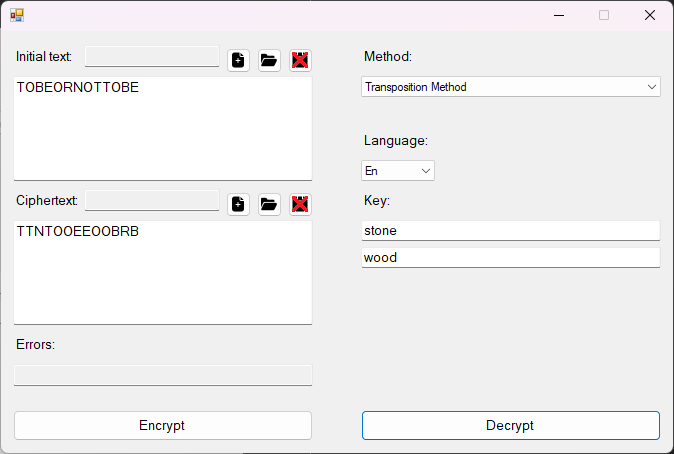 Initial text:
TOBEORNOTTOBE
Ciphertext:
TTNTOOEEOOBRB
Errors:
Encrypt
Method:
Transposition Method
Language:
En
Key:
stone
wood
Decrypt